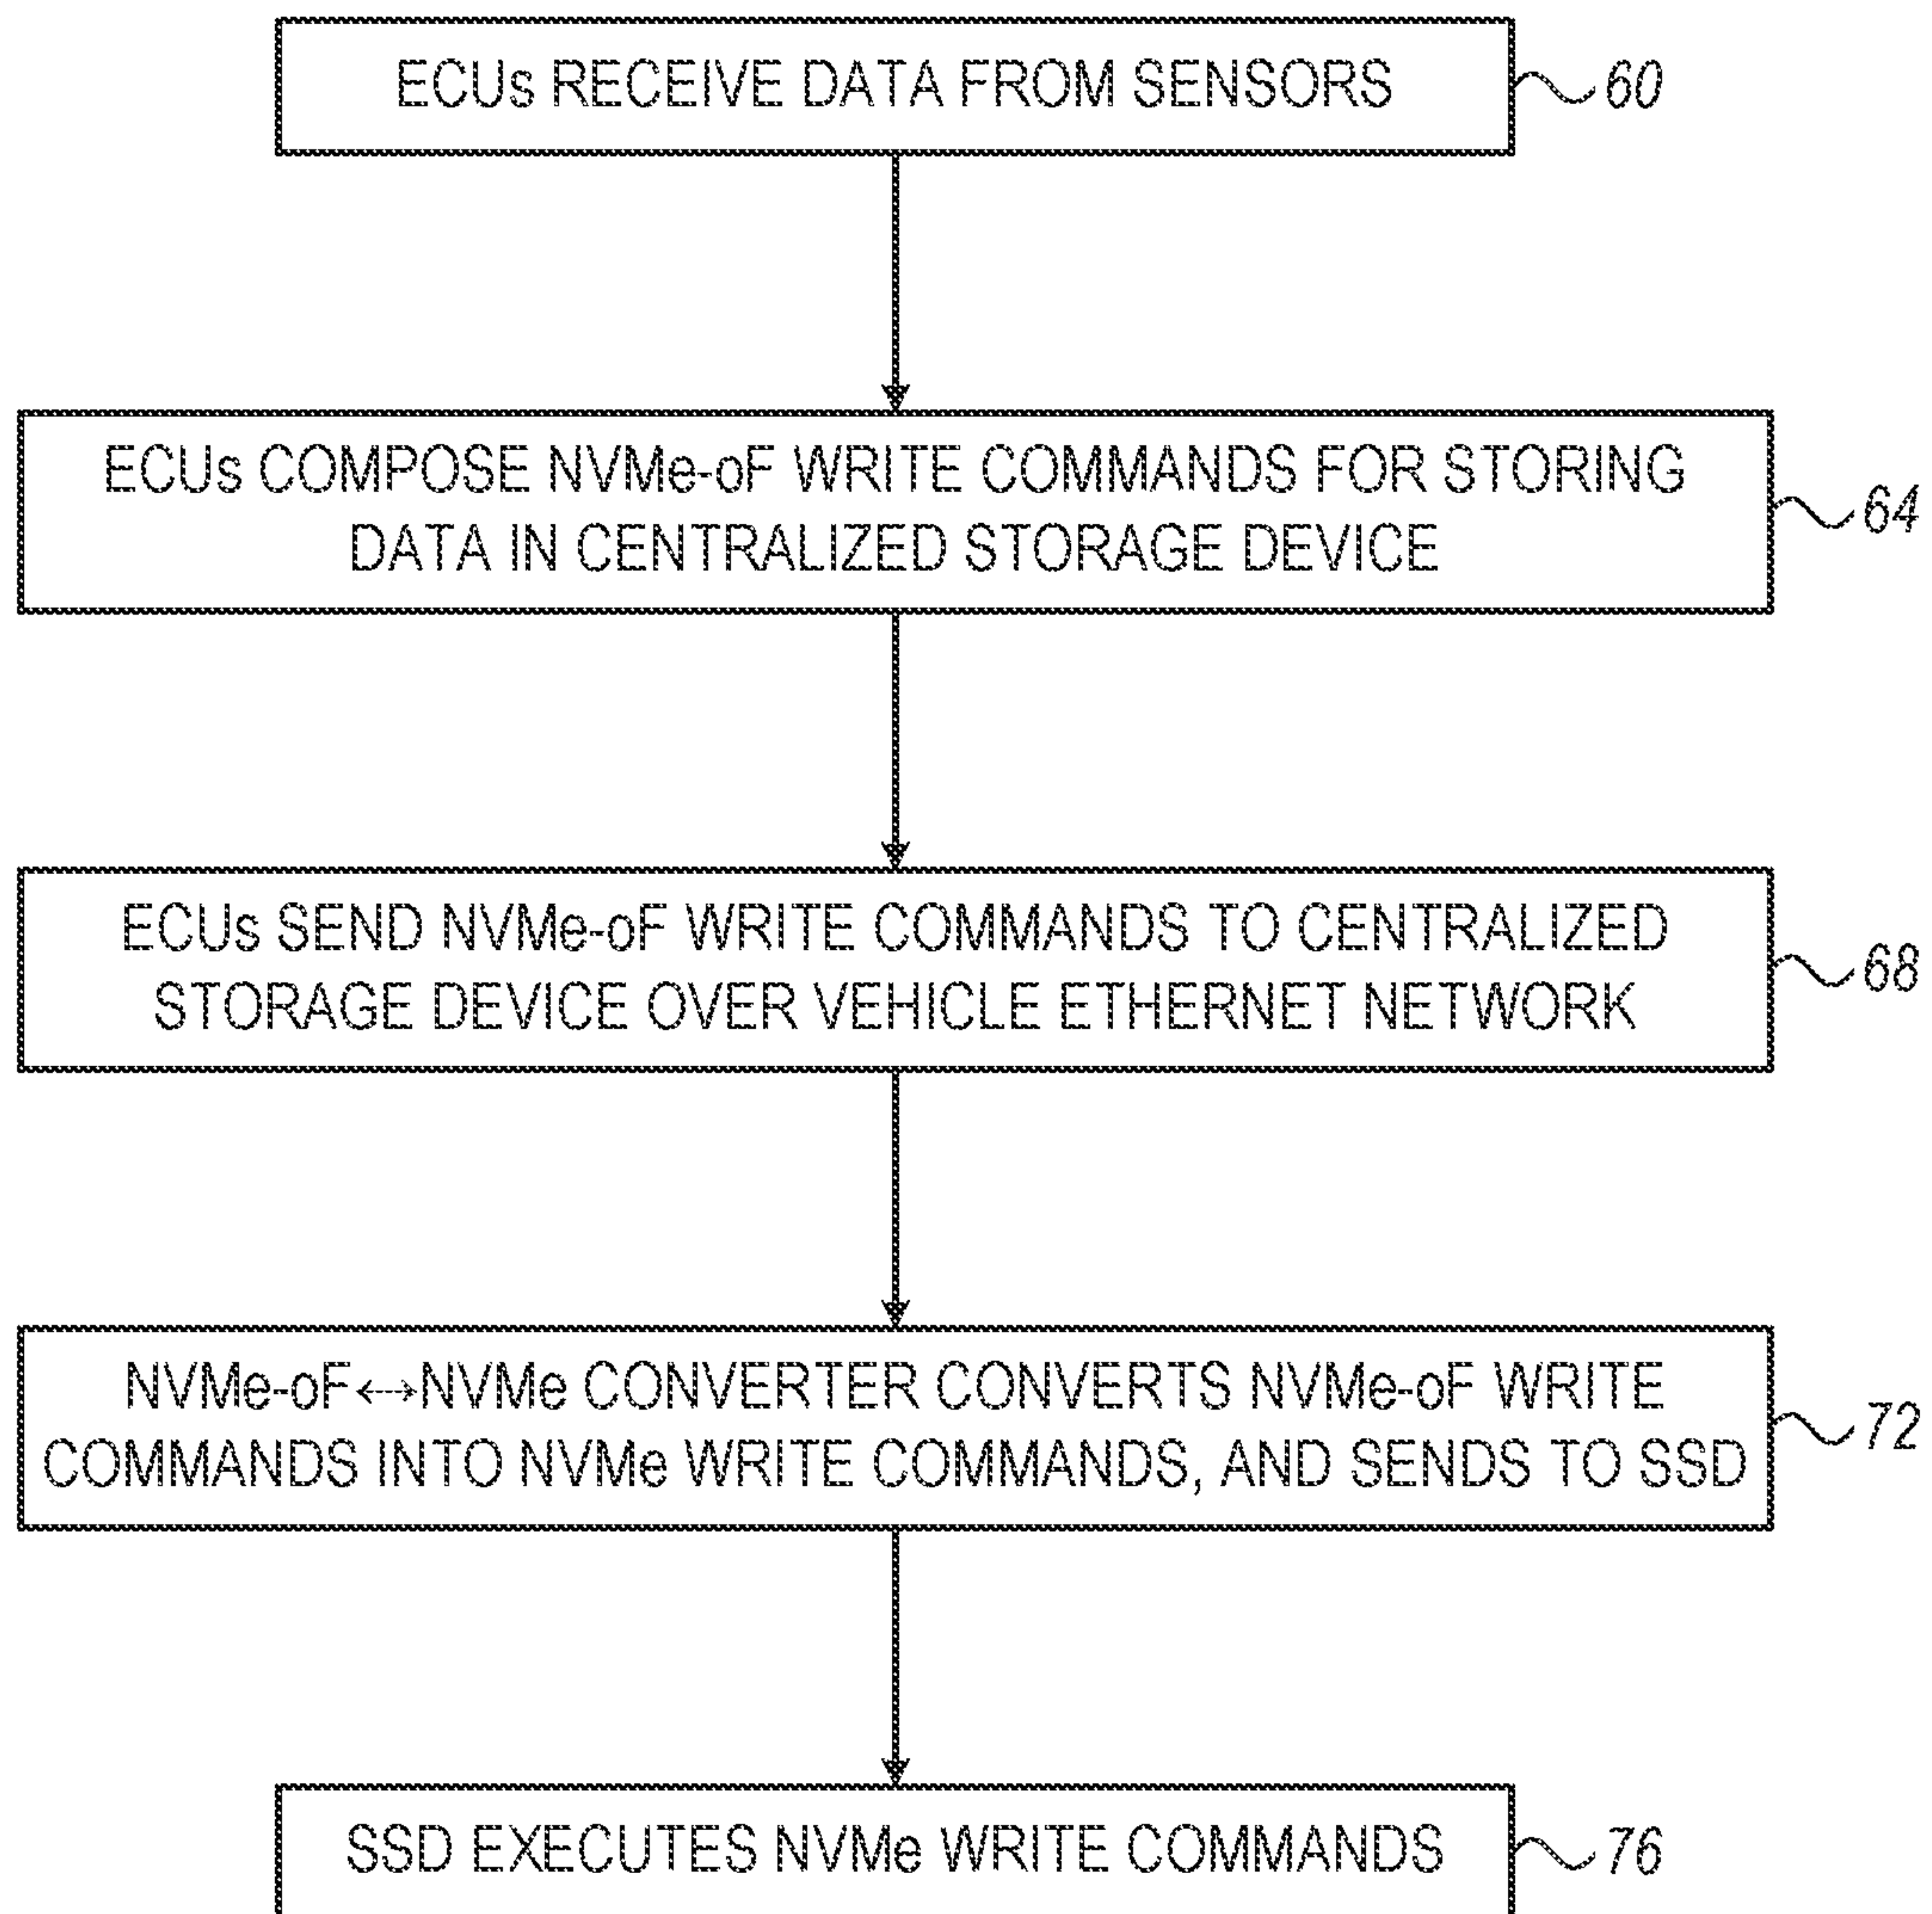 ECUs RECEIVE DATA FROM SENSORS
60
ECUs COMPOSE NVMe-oF WRITE COMMANDS FOR STORING
DATA IN CENTRALIZED STORAGE DEVICE
64
ECUs SEND NVMe-oF WRITE COMMANDS TO CENTRALIZED
STORAGE DEVICE OVER VEHICLE ETHERNET NETWORK
68
NVMe-oF↔NVMe CONVERTER CONVERTS NVMe-oF WRITE
COMMANDS INTO NVMe WRITE COMMANDS, AND SENDS TO SSD
72
SSD EXECUTES NVMe WRITE COMMANDS
76